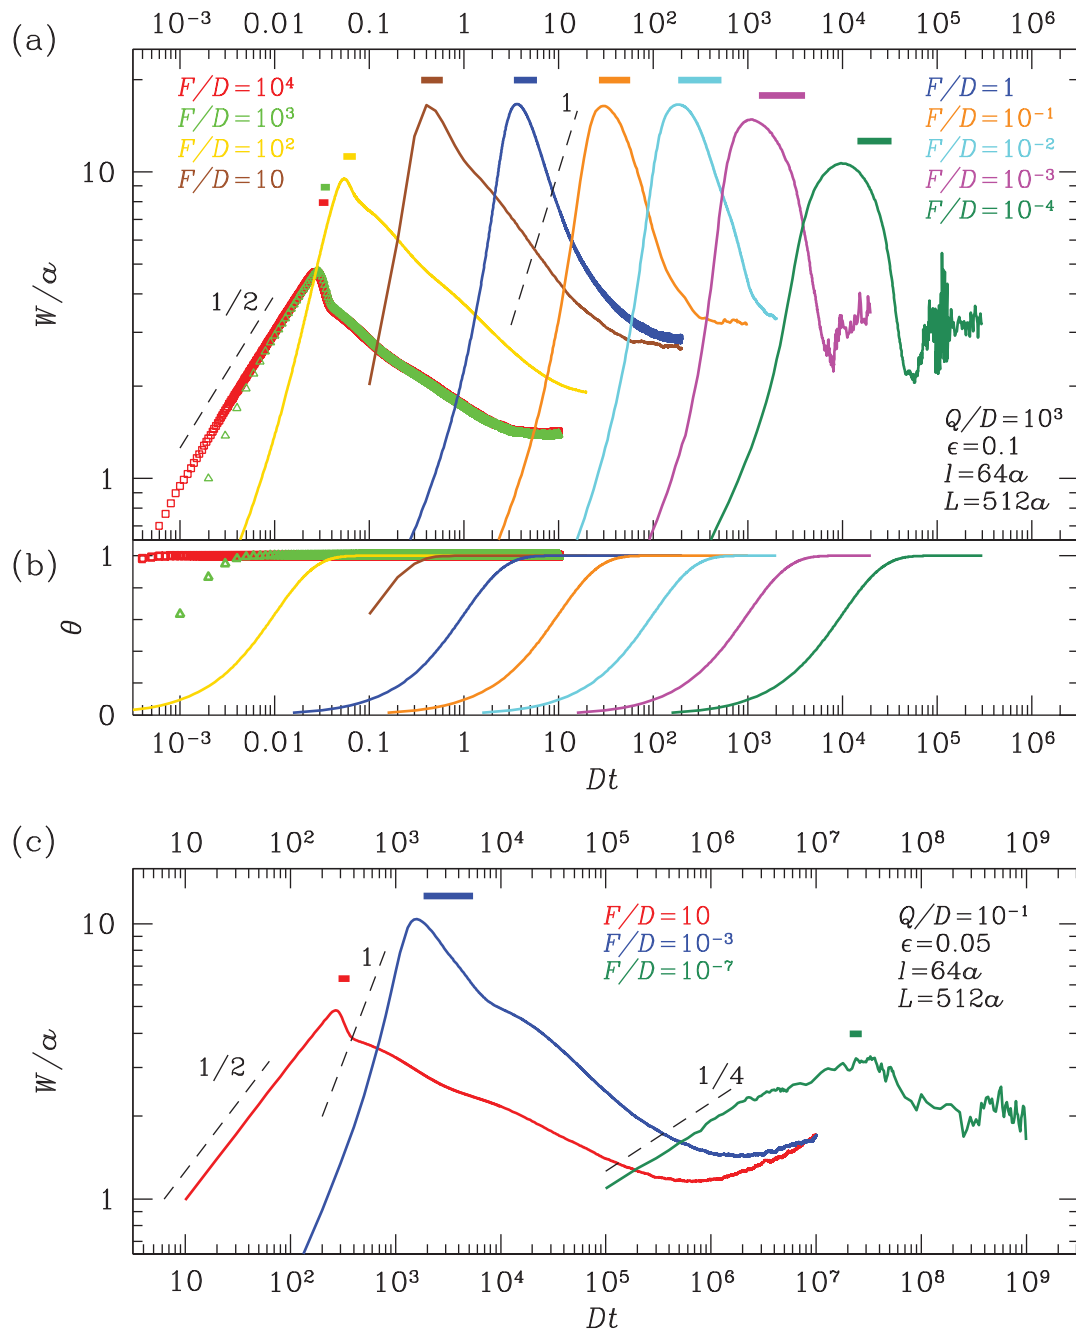 10⁻³ 0.01 0.1 1 10 10² 10³ 10⁴ 10⁵ 10⁶
(a)
F/D=10⁴
F/D=10³
F/D=10²
F/D=10
F/D=1
F/D=10⁻¹
F/D=10⁻²
F/D=10⁻³
F/D=10⁻⁴
1
1/2
10
1
W/a
Q/D=10³
ϵ=0.1
l=64a
L=512a
(b)
1
0
θ
10⁻³ 0.01 0.1 1 10 10² 10³ 10⁴ 10⁵ 10⁶
Dt
(c)
10 10² 10³ 10⁴ 10⁵ 10⁶ 10⁷ 10⁸ 10⁹
F/D=10
F/D=10⁻³
F/D=10⁻⁷
Q/D=10⁻¹
ϵ=0.05
l=64a
L=512a
1
1/2
1/4
10
1
W/a
10 10² 10³ 10⁴ 10⁵ 10⁶ 10⁷ 10⁸ 10⁹
Dt